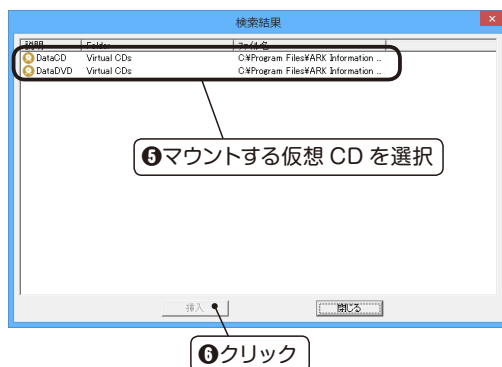 検索結果
説明 Folder ファイル名
DataCD Virtual CDs C:¥Program Files¥ARK Information ...
DataDVD Virtual CDs C:¥Program Files¥ARK Information ...
❺マウントする仮想 CD を選択
挿入 閉じる
❻クリック